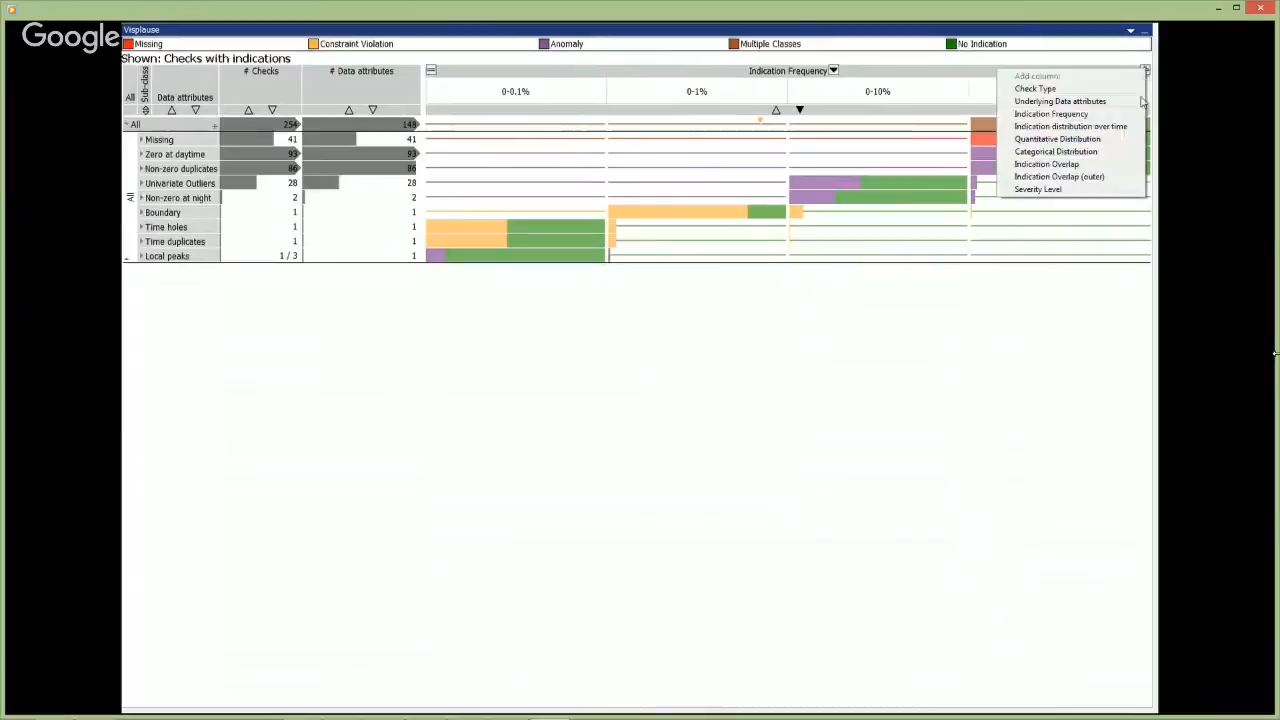 Google
Visplause
Missing
Constraint Violation
Anomaly
Multiple Classes
No Indication
Shown: Checks with indications
All
Sub-class
Data attributes
# Checks
# Data attributes
Indication Frequency
0-0.1%
0-1%
0-10%
Add column:
Check Type
Underlying Data attributes
Indication Frequency
Indication distribution over time
Quantitative Distribution
Categorical Distribution
Indication Overlap
Indication Overlap (outer)
Severity Level
All 254 148
All
Missing 41 41
Zero at daytime 93 93
Non-zero duplicates 86 86
Univariate Outliers 28 28
Non-zero at night 2 2
Boundary 1 1
Time holes 1 1
Time duplicates 1 1
Local peaks 1 / 3 1